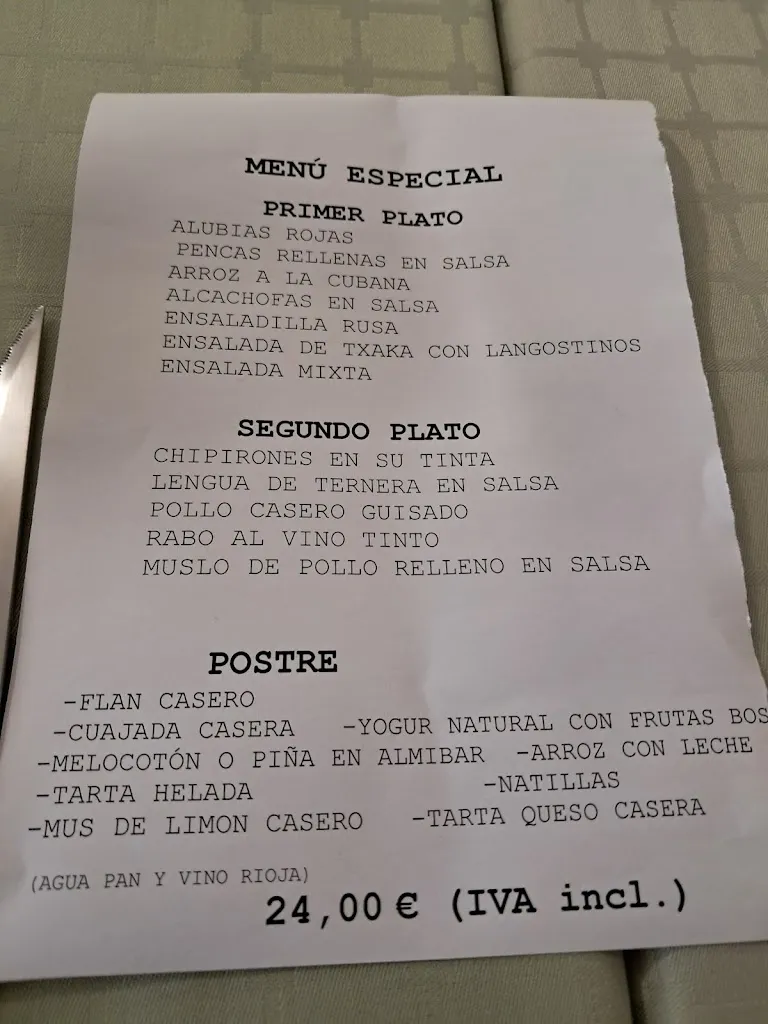 MENÚ ESPECIAL
PRIMER PLATO
ALUBIAS ROJAS
PENCAS RELLENAS EN SALSA
ARROZ A LA CUBANA
ALCACHOFAS EN SALSA
ENSALADILLA RUSA
ENSALADA DE TXAKA CON LANGOSTINOS
ENSALADA MIXTA
SEGUNDO PLATO
CHIPIRONES EN SU TINTA
LENGUA DE TERNERA EN SALSA
POLLO CASERO GUISADO
RABO AL VINO TINTO
MUSLO DE POLLO RELLENO EN SALSA
POSTRE
-FLAN CASERO
-CUAJADA CASERA -YOGUR NATURAL CON FRUTAS BOS
-MELOCOTÓN O PIÑA EN ALMIBAR -ARROZ CON LECHE
-TARTA HELADA -NATILLAS
-MUS DE LIMON CASERO -TARTA QUESO CASERA
(AGUA PAN Y VINO RIOJA)
24,00 € (IVA incl.)